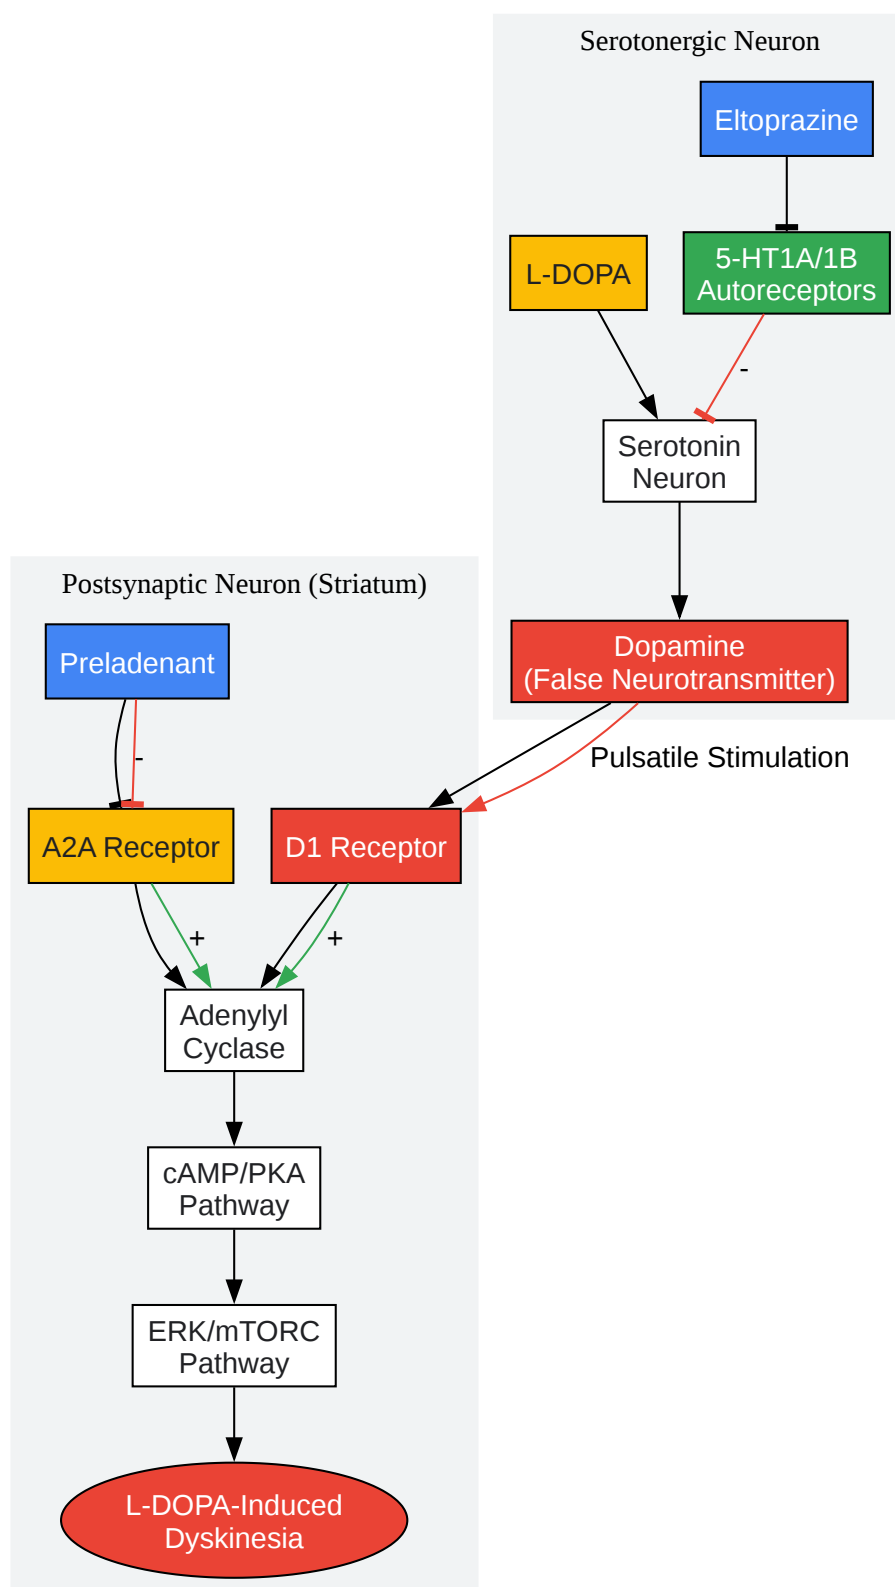 Serotonergic Neuron
Eltoprazine
L-DOPA
5-HT1A/1B
Autoreceptors
-
Serotonin
Neuron
Dopamine
(False Neurotransmitter)
Pulsatile Stimulation
Postsynaptic Neuron (Striatum)
Preladenant
-
A2A Receptor
D1 Receptor
+
+
Adenylyl
Cyclase
cAMP/PKA
Pathway
ERK/mTORC
Pathway
L-DOPA-Induced
Dyskinesia